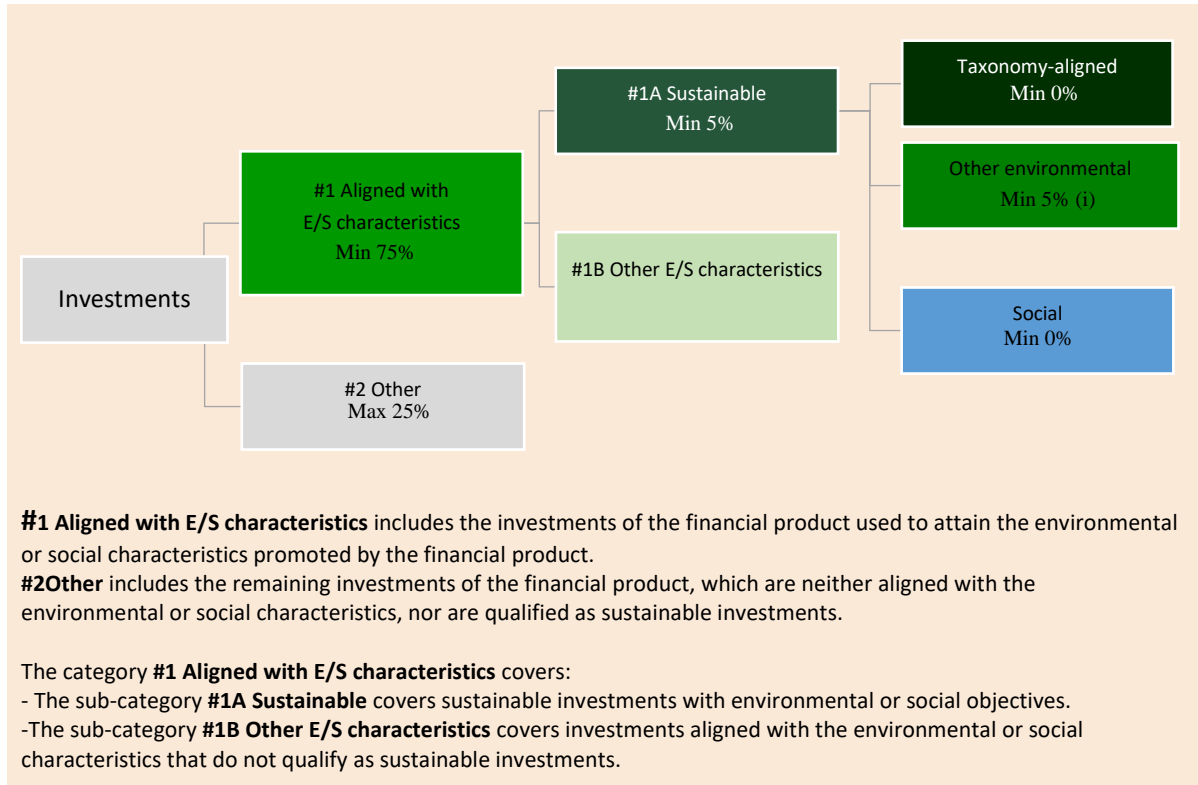 Investments
#1 Aligned with
E/S characteristics
Min 75%
#2 Other
Max 25%
#1A Sustainable
Min 5%
#1B Other E/S characteristics
Taxonomy-aligned
Min 0%
Other environmental
Min 5% (i)
Social
Min 0%
#1 Aligned with E/S characteristics includes the investments of the financial product used to attain the environmental
or social characteristics promoted by the financial product.
#2Other includes the remaining investments of the financial product, which are neither aligned with the
environmental or social characteristics, nor are qualified as sustainable investments.
The category #1 Aligned with E/S characteristics covers:
- The sub-category #1A Sustainable covers sustainable investments with environmental or social objectives.
-The sub-category #1B Other E/S characteristics covers investments aligned with the environmental or social
characteristics that do not qualify as sustainable investments.